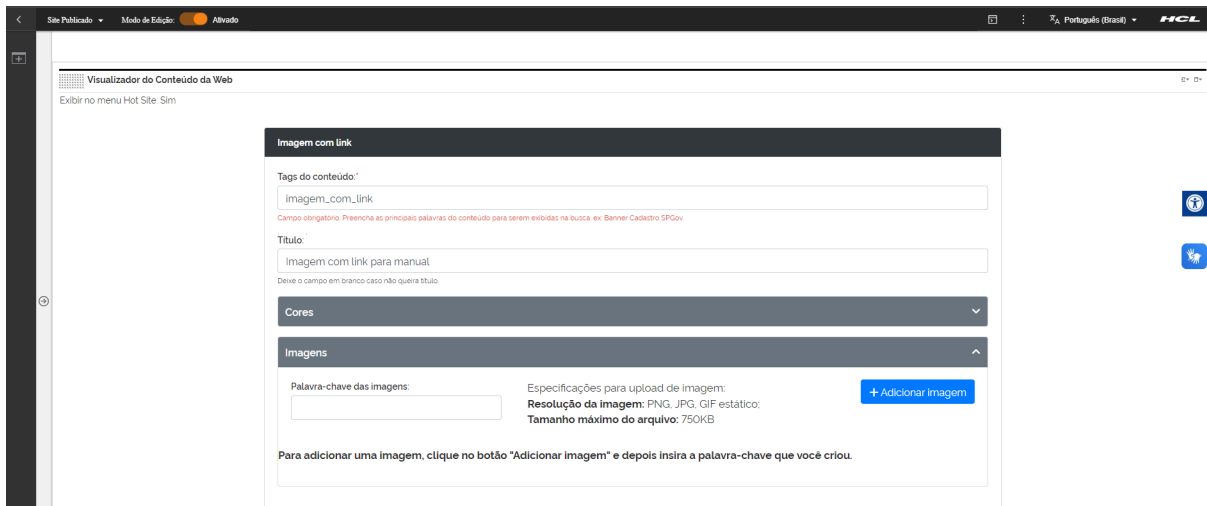 Site Publicado
Modo de Edição:
Ativado
Português (Brasil)
HCL
Visualizador do Conteúdo da Web
Exibir no menu Hot Site: Sim
Imagem com link
Tags do conteúdo:*
imagem_com_link
Campo obrigatório. Preencha as principais palavras do conteúdo para serem exibidas na busca. ex: Banner Cadastro SPGov
Título:
Imagem com link para manual
Deixe o campo em branco caso não queira título.
Cores
Imagens
Palavra-chave das imagens:
Especificações para upload de imagem:
Resolução da imagem: PNG, JPG, GIF estático;
Tamanho máximo do arquivo: 750KB
+ Adicionar imagem
Para adicionar uma imagem, clique no botão "Adicionar imagem" e depois insira a palavra-chave que você criou.